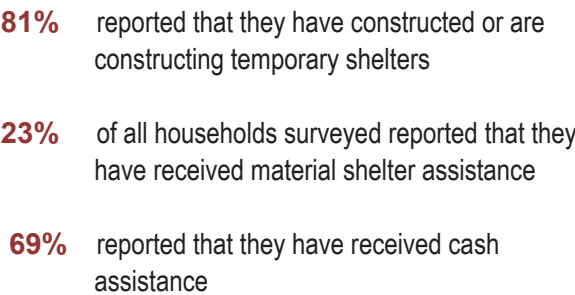 81% reported that they have constructed or are
constructing temporary shelters
23% of all households surveyed reported that they
have received material shelter assistance
69% reported that they have received cash
assistance